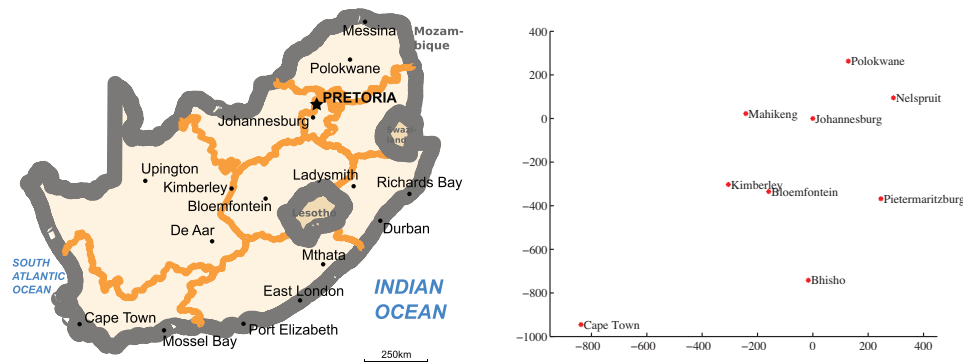 Messina
Mozam-
bique
Polokwane
PRETORIA
Johannesburg
Swazi-
land
Upington
Kimberley
Ladysmith
Richards Bay
Bloemfontein
Lesotho
De Aar
Durban
Mthata
SOUTH
ATLANTIC
OCEAN
INDIAN
OCEAN
East London
Cape Town
Port Elizabeth
Mossel Bay
250km
400
200
0
−200
−400
−600
−800
−1000
Polokwane
Nelspruit
Mahikeng
Johannesburg
Kimberley
Bloemfontein
Pietermaritzburg
Bhisho
Cape Town
−800
−600
−400
−200
0
200
400